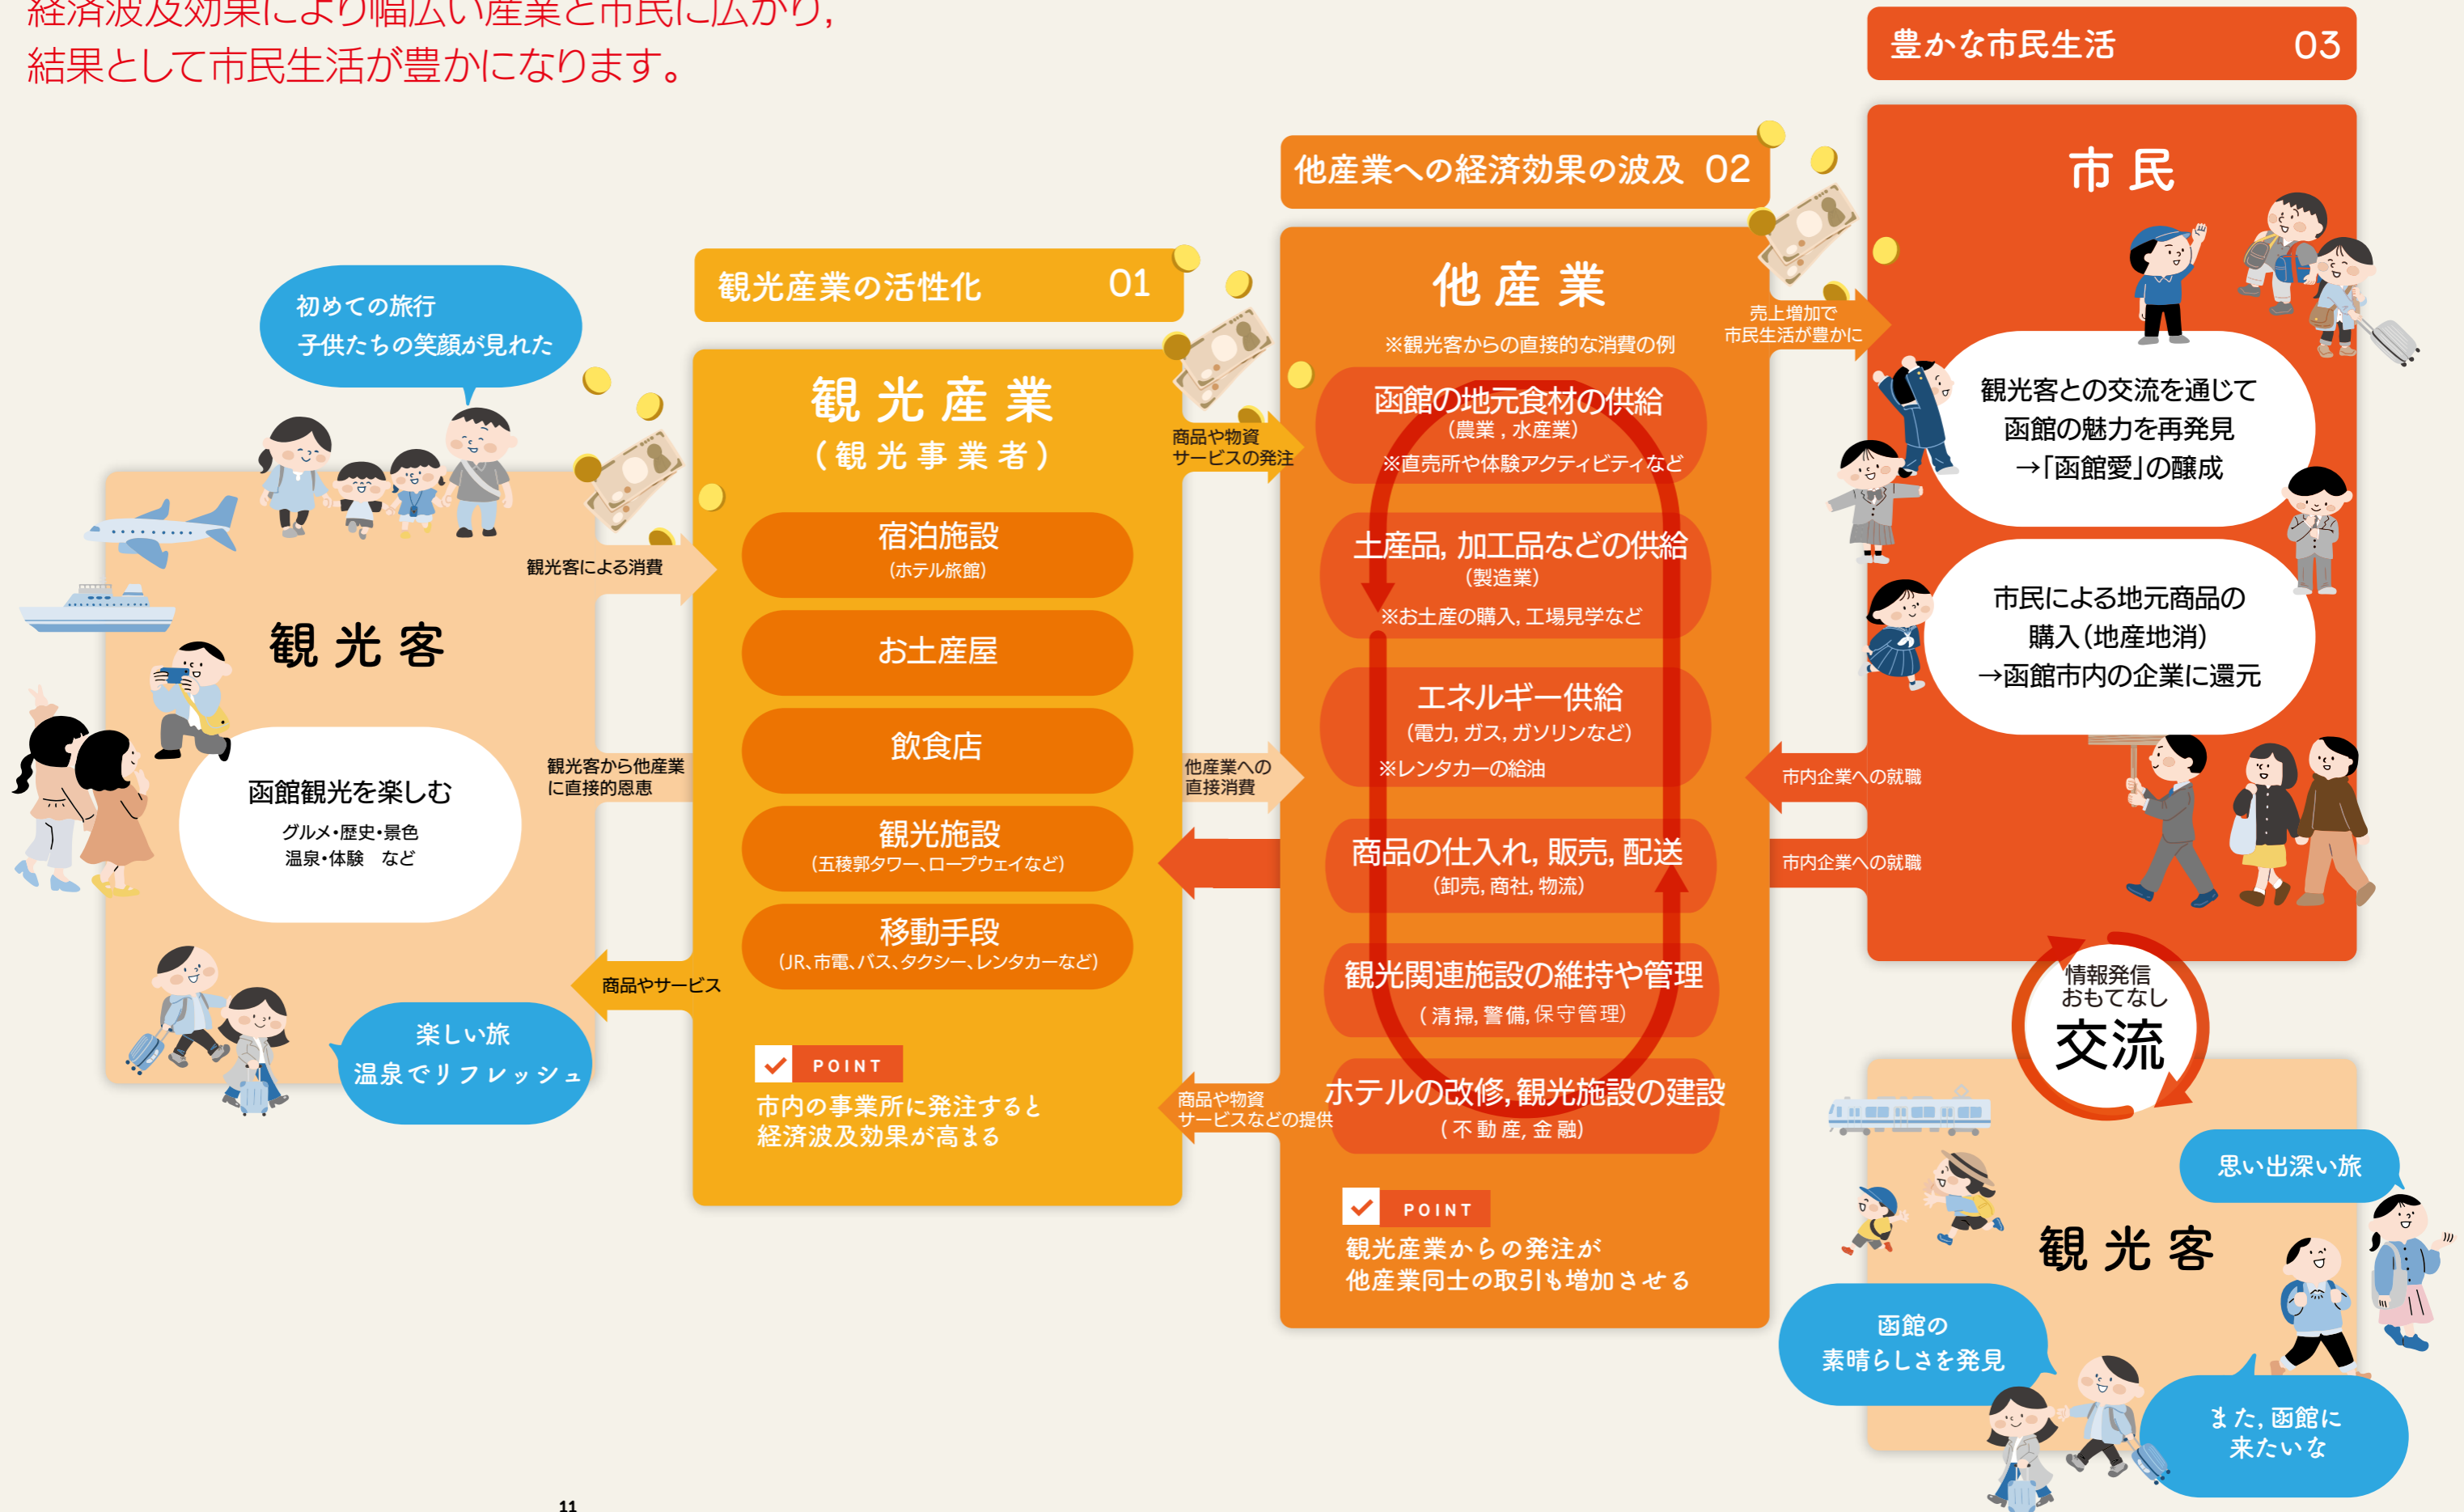 経済波及効果により幅広い産業と市民に広がり,
結果として市民生活が豊かになります。
初めての旅行
子供たちの笑顔が見れた
観光客
函館観光を楽しむ
グルメ・歴史・景色
温泉・体験 など
楽しい旅
温泉でリフレッシュ
観光客による消費
観光客から他産業
に直接的恩恵
商品やサービス
観光産業の活性化 01
観光産業
(観光事業者)
宿泊施設
(ホテル旅館)
お土産屋
飲食店
観光施設
(五稜郭タワー、ロープウェイなど)
移動手段
(JR、市電、バス、タクシー、レンタカーなど)
POINT
市内の事業所に発注すると
経済波及効果が高まる
商品や物資
サービスの発注
他産業への
直接消費
商品や物資
サービスなどの提供
他産業への経済効果の波及 02
他産業
※観光客からの直接的な消費の例
函館の地元食材の供給
(農業, 水産業)
※直売所や体験アクティビティなど
土産品, 加工品などの供給
(製造業)
※お土産の購入, 工場見学など
エネルギー供給
(電力, ガス, ガソリンなど)
※レンタカーの給油
商品の仕入れ, 販売, 配送
(卸売, 商社, 物流)
観光関連施設の維持や管理
(清掃, 警備, 保守管理)
ホテルの改修, 観光施設の建設
(不動産, 金融)
POINT
観光産業からの発注が
他産業同士の取引も増加させる
売上増加で
市民生活が豊かに
市内企業への就職
市内企業への就職
豊かな市民生活 03
市民
観光客との交流を通じて
函館の魅力を再発見
→「函館愛」の醸成
市民による地元商品の
購入(地産地消)
→函館市内の企業に還元
情報発信
おもてなし
交流
思い出深い旅
観光客
函館の
素晴らしさを発見
また, 函館に
来たいな
11